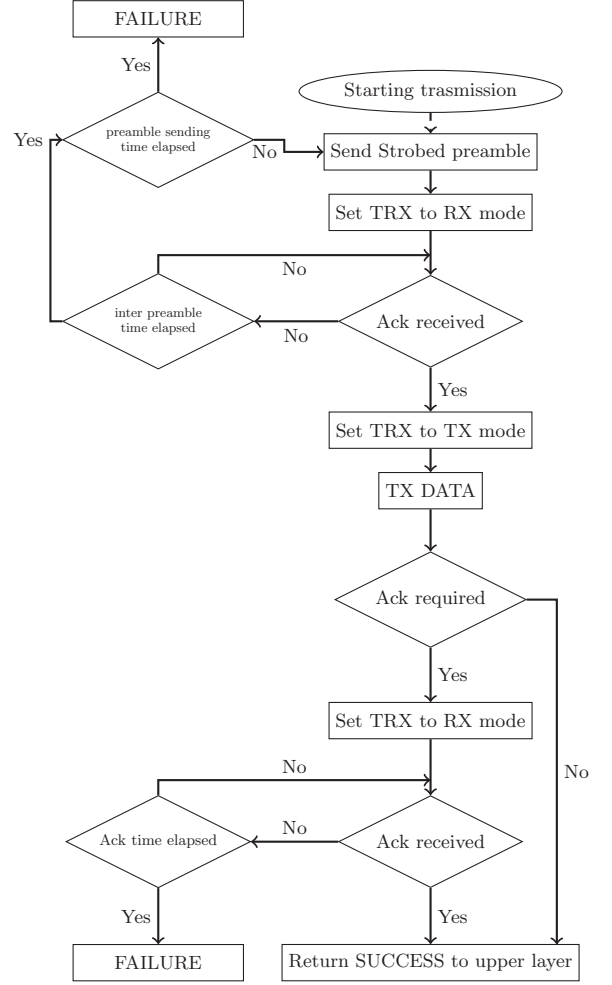 FAILURE
Yes
Starting trasmission
preamble sending
time elapsed
Yes
No
Send Strobed preamble
Set TRX to RX mode
No
inter preamble
time elapsed
Ack received
No
Yes
Set TRX to TX mode
TX DATA
Ack required
Yes
Set TRX to RX mode
No
No
Ack time elapsed
No
Ack received
Yes
Yes
FAILURE
Return SUCCESS to upper layer